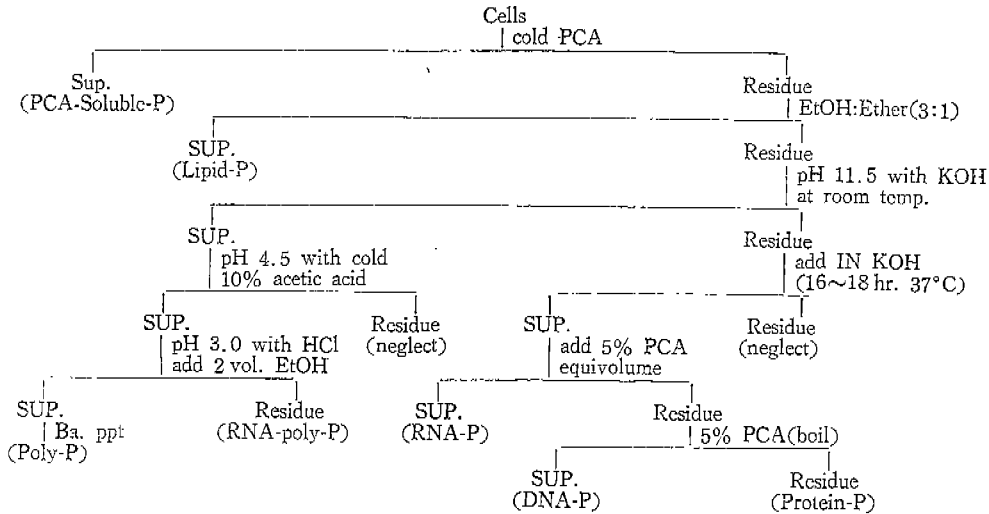 Cells
cold PCA
Sup.
(PCA-Soluble-P)
Residue
EtOH:Ether(3:1)
SUP.
(Lipid-P)
Residue
pH 11.5 with KOH
at room temp.
SUP.
pH 4.5 with cold
10% acetic acid
Residue
add IN KOH
(16~18 hr. 37°C)
SUP.
pH 3.0 with HCl
add 2 vol. EtOH
Residue
(neglect)
SUP.
add 5% PCA
equivolume
Residue
(neglect)
SUP.
Ba. ppt
(Poly-P)
Residue
(RNA-poly-P)
SUP.
(RNA-P)
Residue
5% PCA(boil)
SUP.
(DNA-P)
Residue
(Protein-P)